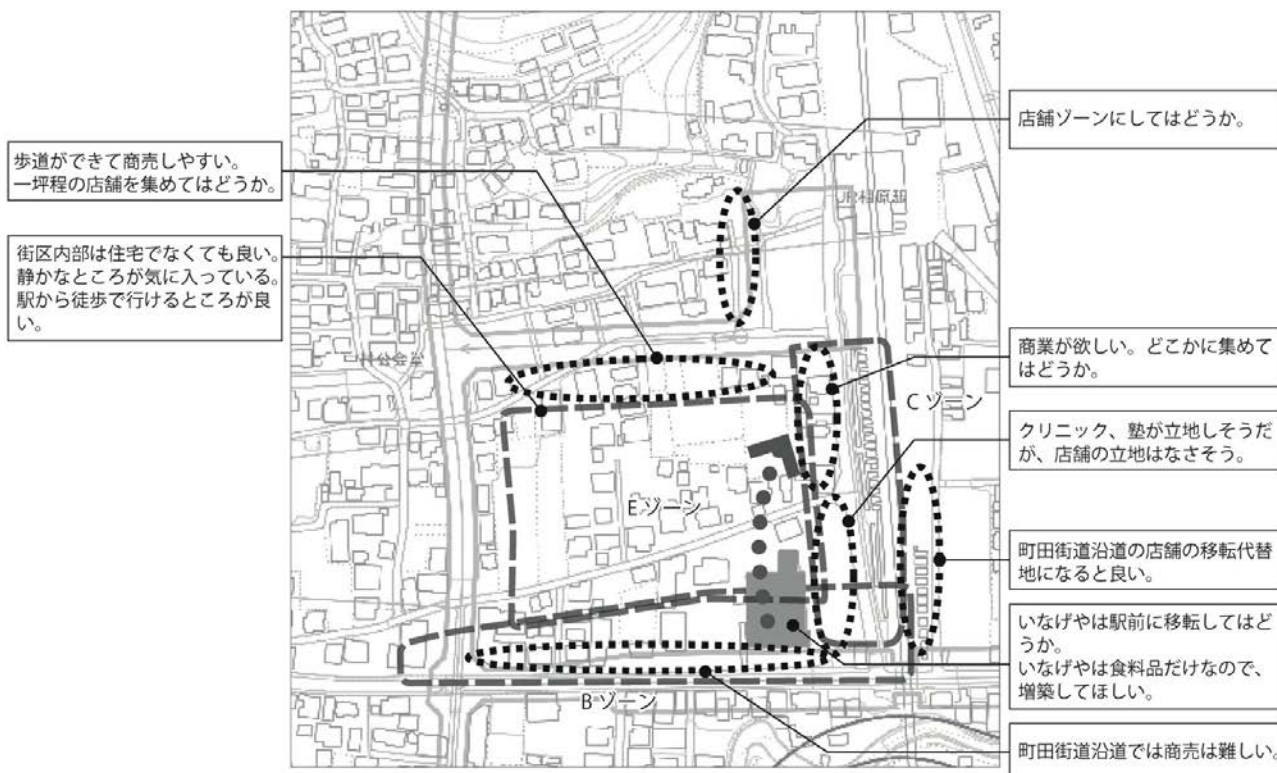 歩道ができて商売しやすい。
一坪程の店舗を集めてはどうか。
街区内部は住宅でなくても良い。
静かなところが気に入っている。
駅から徒歩で行けるところが良
い。
店舗ゾーンにしてはどうか。
JR相原駅
商業が欲しい。どこかに集めて
はどうか。
Cゾーン
クリニック、塾が立地しそうだ
が、店舗の立地はなさそう。
Eゾーン
町田街道沿道の店舗の移転代替
地になると良い。
いなげやは駅前に移転してはど
うか。
いなげやは食料品だけなので、
増築してほしい。
Bゾーン
町田街道沿道では商売は難しい。